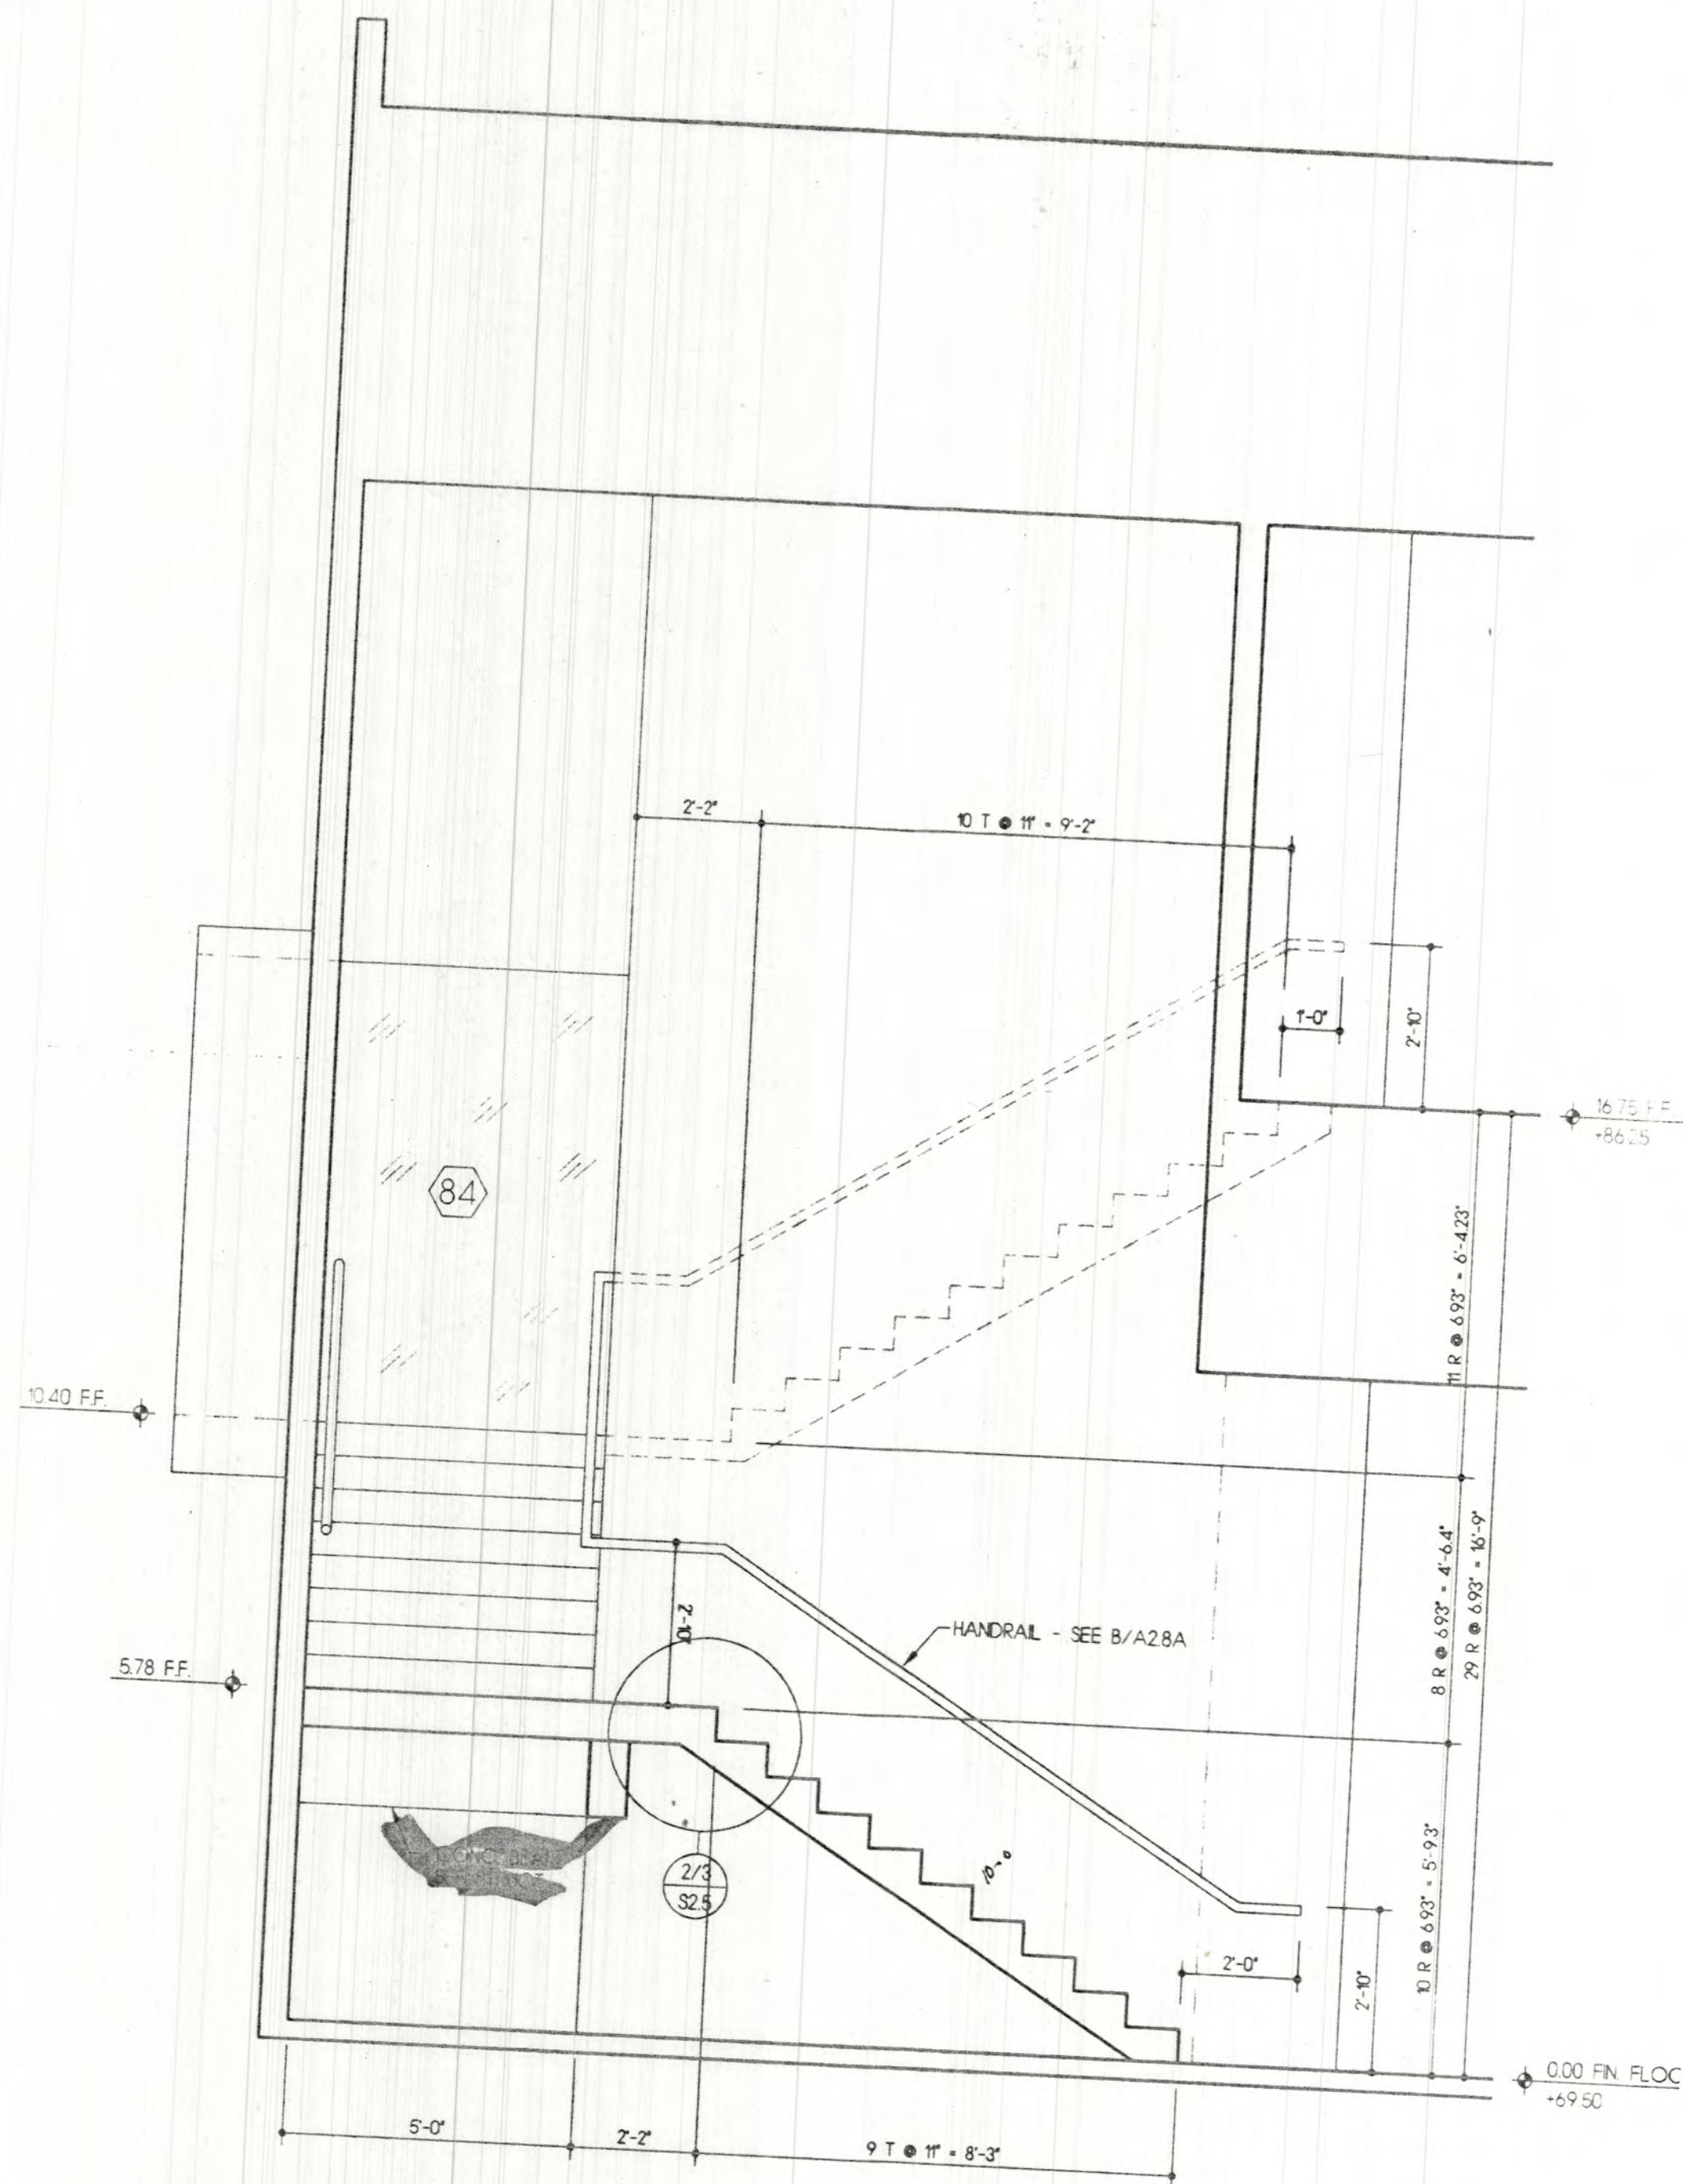 2'-2"
10 T @ 11" = 9'-2"
1'-0"
2'-10"
16.75 F.F.
+86.25
84
11 R @ 6.93" = 6'-4.23"
10.40 F.F.
8 R @ 6.93" = 4'-6.4"
29 R @ 6.93" = 16'-9"
2'-10"
HANDRAIL - SEE B/A2.8A
5.78 F.F.
2/3
S2.5
10-0
10 R @ 6.93" = 5'-9.3"
2'-0"
2'-10"
0.00 FIN. FLOO
+69.50
5'-0"
2'-2"
9 T @ 11" = 8'-3"